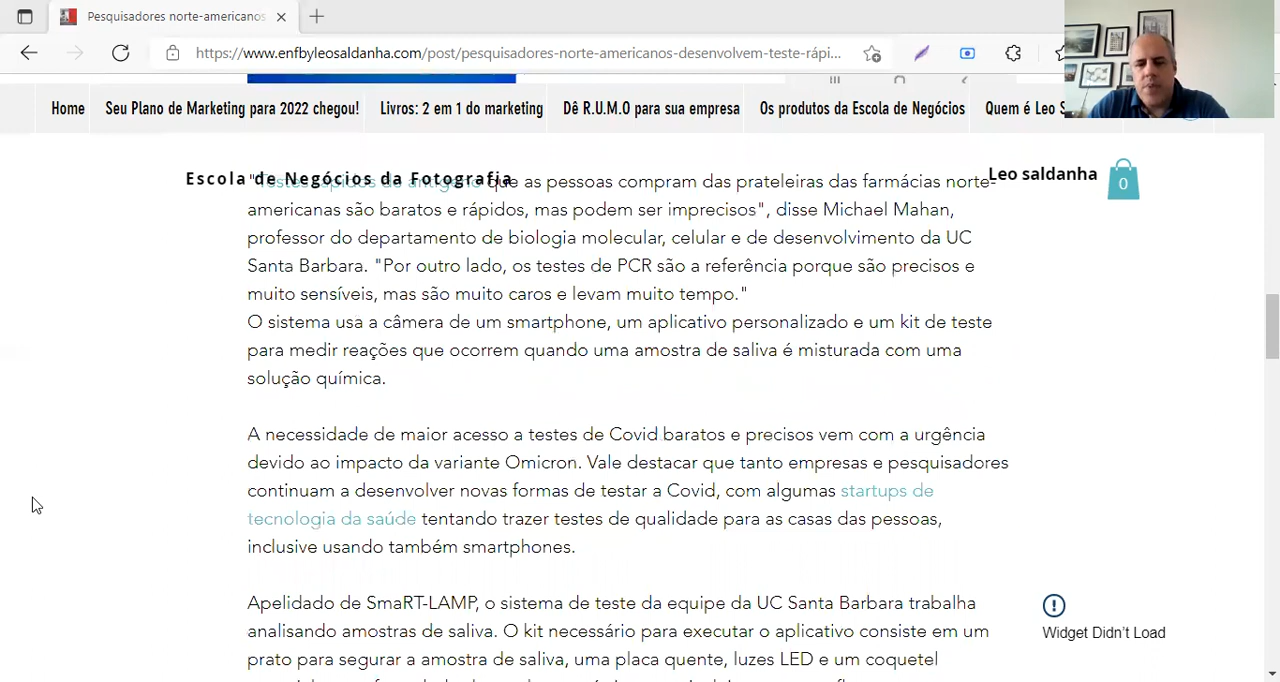 Pesquisadores norte-americanos
https://www.enfbyleosaldanha.com/post/pesquisadores-norte-americanos-desenvolvem-teste-rápi...
Home
Seu Plano de Marketing para 2022 chegou!
Livros: 2 em 1 do marketing
Dê R.U.M.O para sua empresa
Os produtos da Escola de Negócios
Quem é Leo S
Escola de Negócios da Fotografia
Leo saldanha
0
"Testes rápidos de antígeno que as pessoas compram das prateleiras das farmácias norte-
americanas são baratos e rápidos, mas podem ser imprecisos", disse Michael Mahan,
professor do departamento de biologia molecular, celular e de desenvolvimento da UC
Santa Barbara. "Por outro lado, os testes de PCR são a referência porque são precisos e
muito sensíveis, mas são muito caros e levam muito tempo."
O sistema usa a câmera de um smartphone, um aplicativo personalizado e um kit de teste
para medir reações que ocorrem quando uma amostra de saliva é misturada com uma
solução química.
A necessidade de maior acesso a testes de Covid baratos e precisos vem com a urgência
devido ao impacto da variante Omicron. Vale destacar que tanto empresas e pesquisadores
continuam a desenvolver novas formas de testar a Covid, com algumas startups de
tecnologia da saúde tentando trazer testes de qualidade para as casas das pessoas,
inclusive usando também smartphones.
Apelidado de SmaRT-LAMP, o sistema de teste da equipe da UC Santa Barbara trabalha
analisando amostras de saliva. O kit necessário para executar o aplicativo consiste em um
prato para segurar a amostra de saliva, uma placa quente, luzes LED e um coquetel
Widget Didn't Load